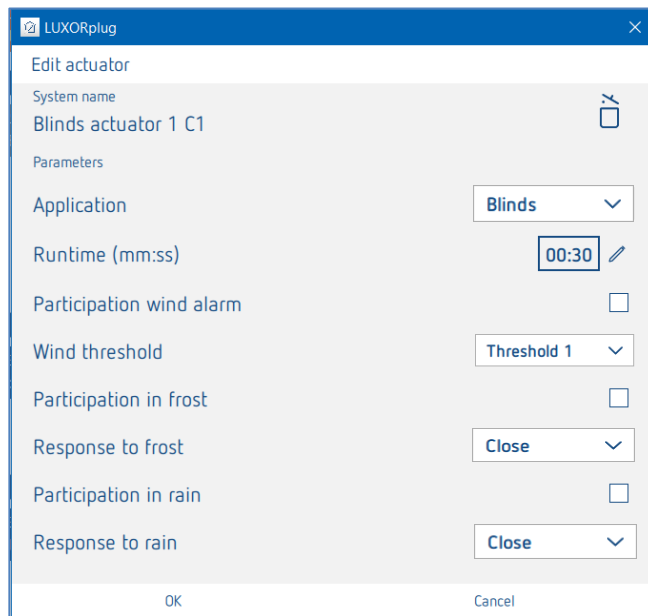 LUXORplug
Edit actuator
System name
Blinds actuator 1 C1
Parameters
Application Blinds
Runtime (mm:ss) 00:30
Participation wind alarm
Wind threshold Threshold 1
Participation in frost
Response to frost Close
Participation in rain
Response to rain Close
OK Cancel